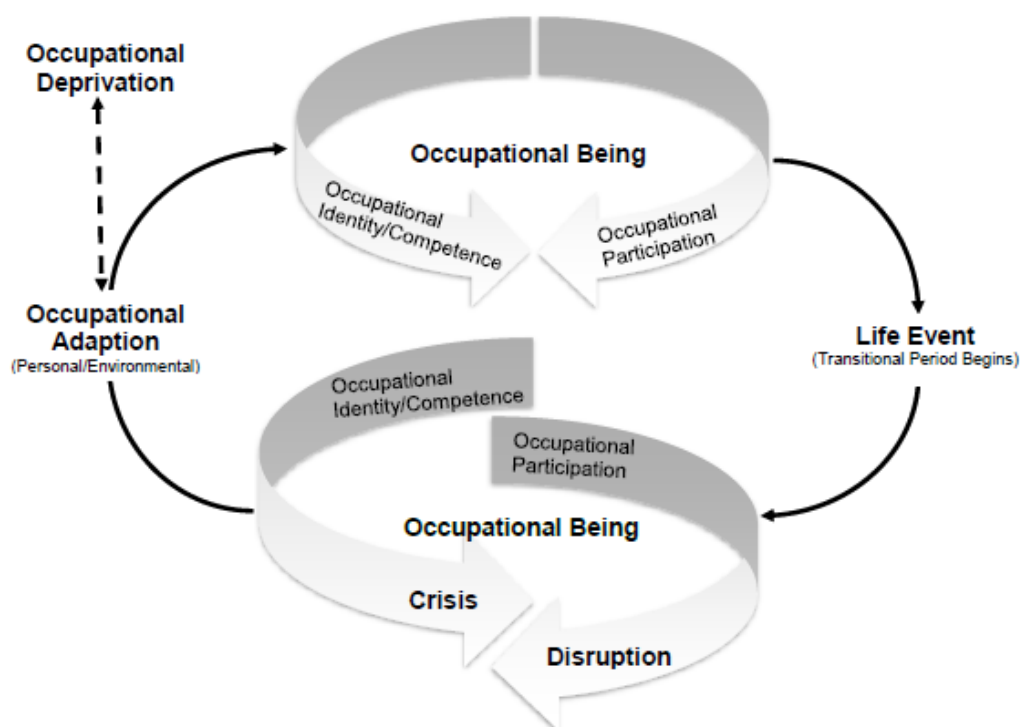 Occupational
Deprivation
Occupational Being
Occupational
Identity/Competence
Occupational
Participation
Occupational
Adaption
(Personal/Environmental)
Life Event
(Transitional Period Begins)
Occupational
Identity/Competence
Occupational
Participation
Occupational Being
Crisis
Disruption